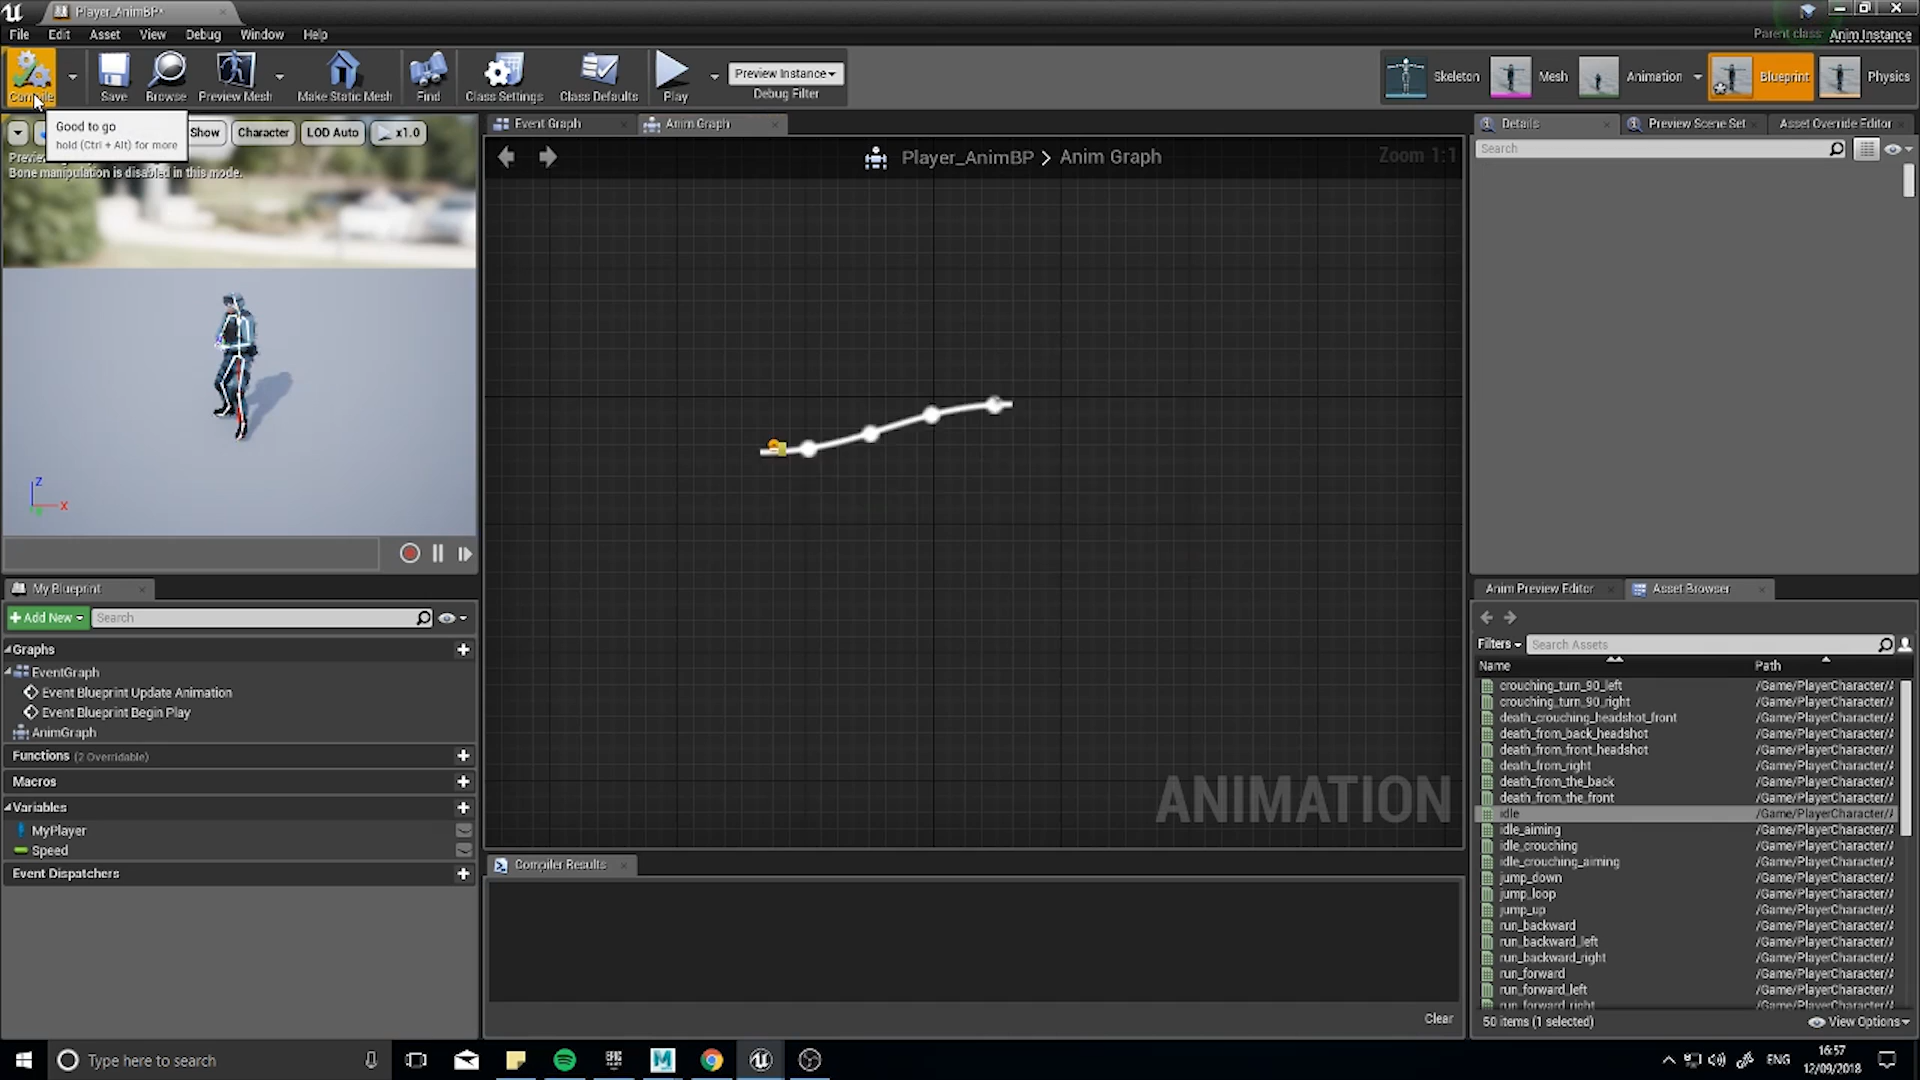 Player_AnimBP*
File Edit Asset View Debug Window Help
Parent class: Anim Instance
Compile
Save
Browse
Preview Mesh
Make Static Mesh
Find
Class Settings
Class Defaults
Play
Preview Instance
Debug Filter
Skeleton
Mesh
Animation
Blueprint
Physics
Good to go
hold (Ctrl + Alt) for more
Show
Character
LOD Auto
x1.0
Bone manipulation is disabled in this mode.
Z
X
Event Graph
Anim Graph
Player_AnimBP > Anim Graph
Zoom 1:1
ANIMATION
Compiler Results
Clear
My Blueprint
+ Add New
Search
Graphs
EventGraph
Event Blueprint Update Animation
Event Blueprint Begin Play
AnimGraph
Functions (2 Overridable)
Macros
Variables
MyPlayer
Speed
Event Dispatchers
Details
Preview Scene Set
Asset Override Editor
Search
Anim Preview Editor
Asset Browser
Filters
Search Assets
Name Path
crouching_turn_90_left /Game/PlayerCharacter/
crouching_turn_90_right /Game/PlayerCharacter/
death_crouching_headshot_front /Game/PlayerCharacter/
death_from_back_headshot /Game/PlayerCharacter/
death_from_front_headshot /Game/PlayerCharacter/
death_from_right /Game/PlayerCharacter/
death_from_the_back /Game/PlayerCharacter/
death_from_the_front /Game/PlayerCharacter/
idle /Game/PlayerCharacter/
idle_aiming /Game/PlayerCharacter/
idle_crouching /Game/PlayerCharacter/
idle_crouching_aiming /Game/PlayerCharacter/
jump_down /Game/PlayerCharacter/
jump_loop /Game/PlayerCharacter/
jump_up /Game/PlayerCharacter/
run_backward /Game/PlayerCharacter/
run_backward_left /Game/PlayerCharacter/
run_backward_right /Game/PlayerCharacter/
run_forward /Game/PlayerCharacter/
run_forward_left /Game/PlayerCharacter/
run_forward_right /Game/PlayerCharacter/
50 items (1 selected)
View Options
Type here to search
EPIC
M
ENG
16:57
12/09/2018